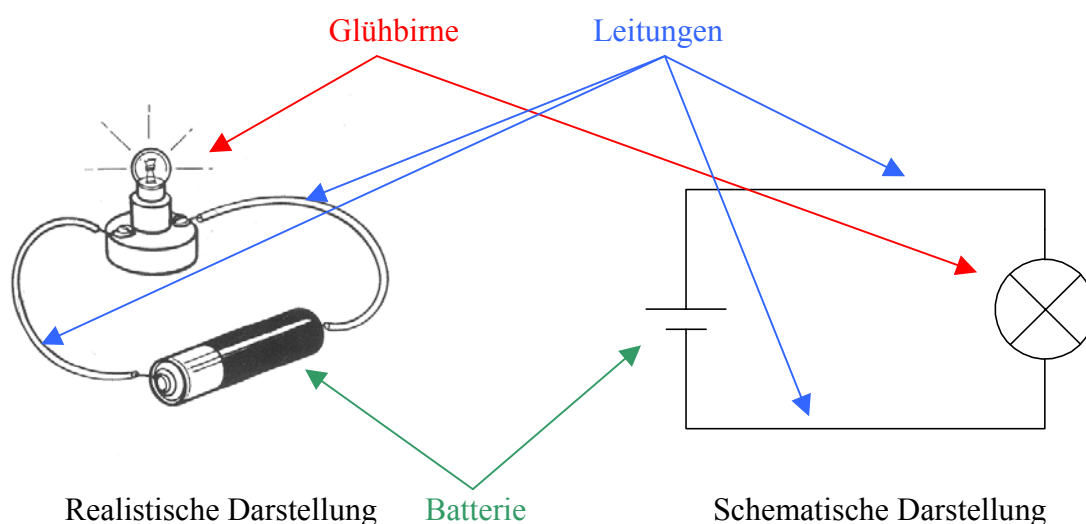 Glühbirne Leitungen
Realistische Darstellung Batterie Schematische Darstellung